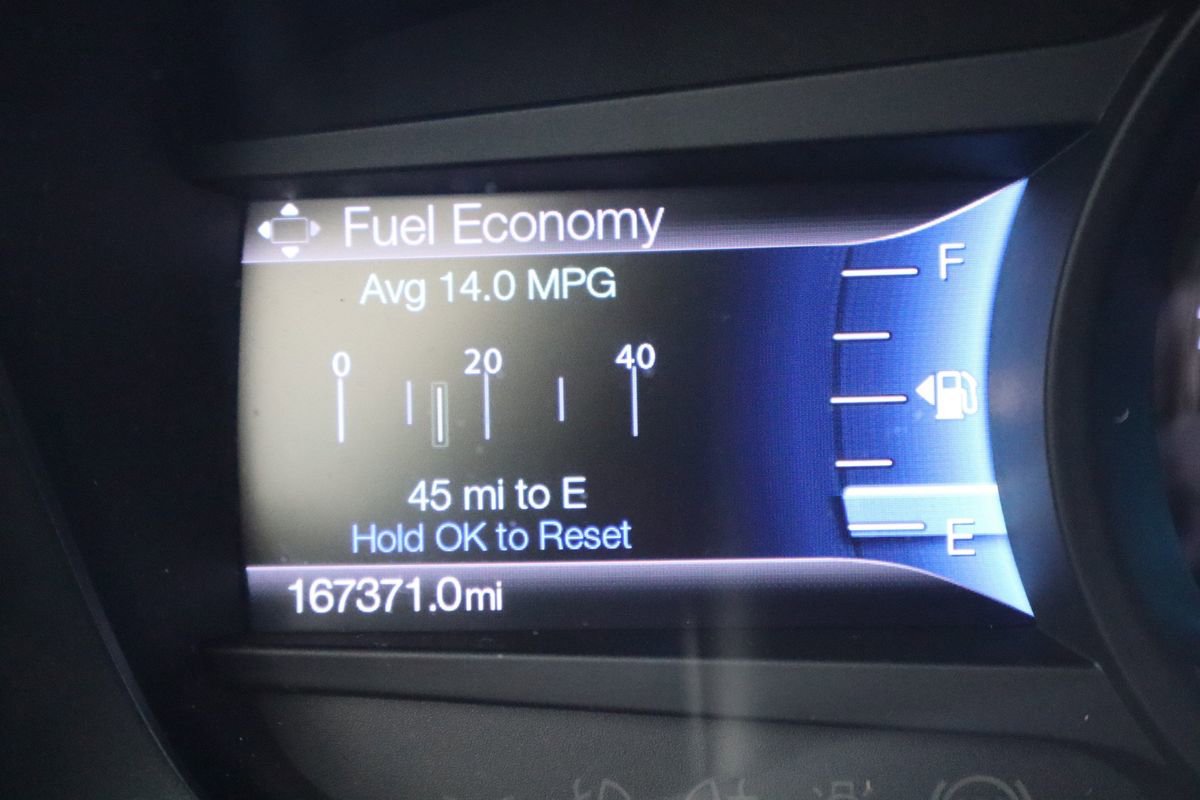 Fuel Economy
F
Avg 14.0 MPG
0 20 40
45 mi to E
Hold OK to Reset
E
167371.0mi